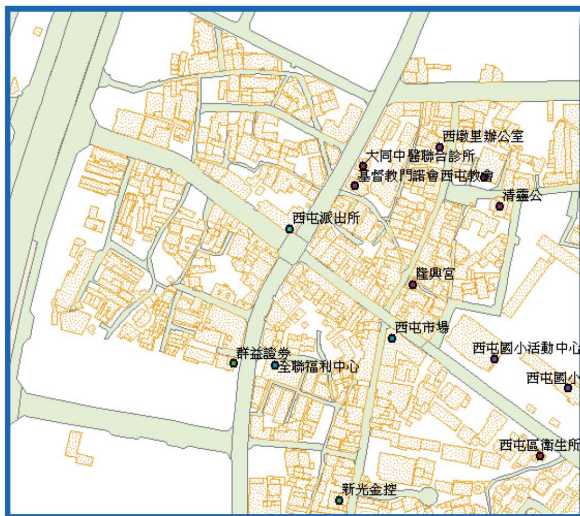 西墩里辦公室
大同中醫聯合診所
基督教門諾會西屯教會
清靈公
西屯派出所
隆興宮
西屯市場
群益證券
全聯福利中心
西屯國小活動中心
西屯國小
西屯區衛生所
新光金控